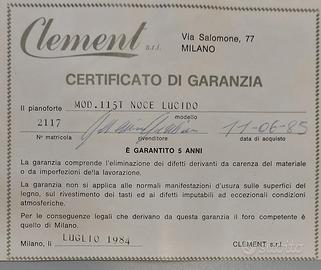 Clement s.r.l.
Via Salomone, 77
MILANO
CERTIFICATO DI GARANZIA
Il pianoforte MOD.115T NOCE LUCIDO
modello
2117 11-06-85
N° matricola rivenditore data di acquisto
È GARANTITO 5 ANNI
La garanzia comprende l'eliminazione dei difetti derivanti da carenza del materiale
o da imperfezioni della lavorazione.
La garanzia non si applica alle normali manifestazioni d'usura sulle superfici del
legno, sul rivestimento dei tasti ed ai difetti imputabili ad eccezionali condizioni
atmosferiche.
Per le conseguenze legali che derivano da questa garanzia il foro competente è
quello di Milano.
Milano, li LUGLIO 1984 CLEMENT s.r.l.
Subito